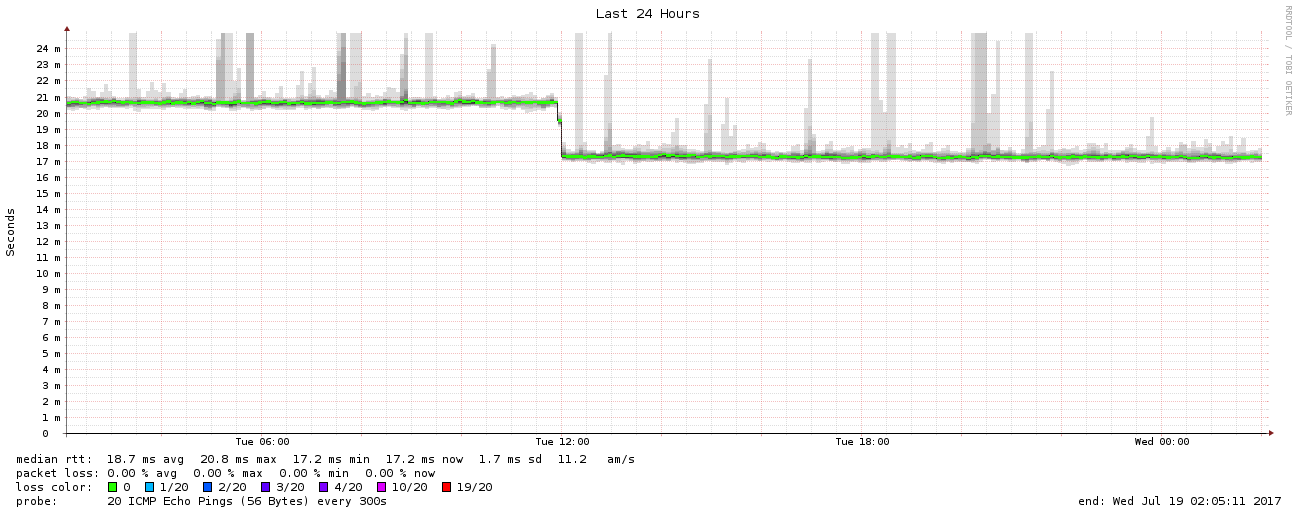 Last 24 Hours
RRDTOOL / TOBI OETIKER
Seconds
24 m
23 m
22 m
21 m
20 m
19 m
18 m
17 m
16 m
15 m
14 m
13 m
12 m
11 m
10 m
9 m
8 m
7 m
6 m
5 m
4 m
3 m
2 m
1 m
0
Tue 06:00 Tue 12:00 Tue 18:00 Wed 00:00
median rtt: 18.7 ms avg 20.8 ms max 17.2 ms min 17.2 ms now 1.7 ms sd 11.2 am/s
packet loss: 0.00 % avg 0.00 % max 0.00 % min 0.00 % now
loss color: 0 1/20 2/20 3/20 4/20 10/20 19/20
probe: 20 ICMP Echo Pings (56 Bytes) every 300s end: Wed Jul 19 02:05:11 2017